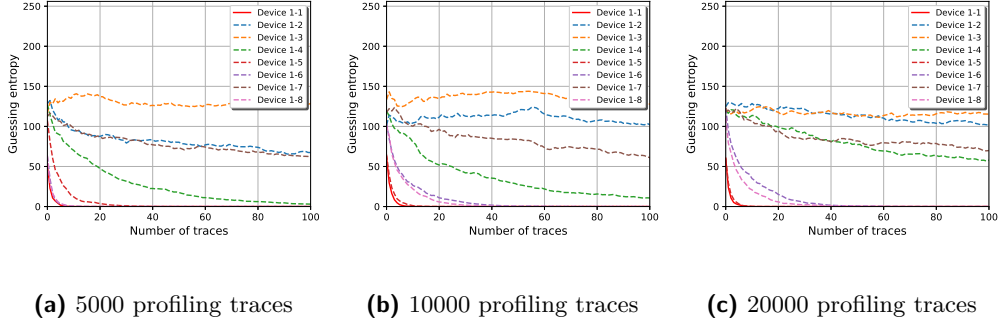 250
200
150
100
50
0
Guessing entropy
0 20 40 60 80 100
Number of traces
Device 1-1
Device 1-2
Device 1-3
Device 1-4
Device 1-5
Device 1-6
Device 1-7
Device 1-8
(a) 5000 profiling traces
250
200
150
100
50
0
Guessing entropy
0 20 40 60 80 100
Number of traces
Device 1-1
Device 1-2
Device 1-3
Device 1-4
Device 1-5
Device 1-6
Device 1-7
Device 1-8
(b) 10000 profiling traces
250
200
150
100
50
0
Guessing entropy
0 20 40 60 80 100
Number of traces
Device 1-1
Device 1-2
Device 1-3
Device 1-4
Device 1-5
Device 1-6
Device 1-7
Device 1-8
(c) 20000 profiling traces